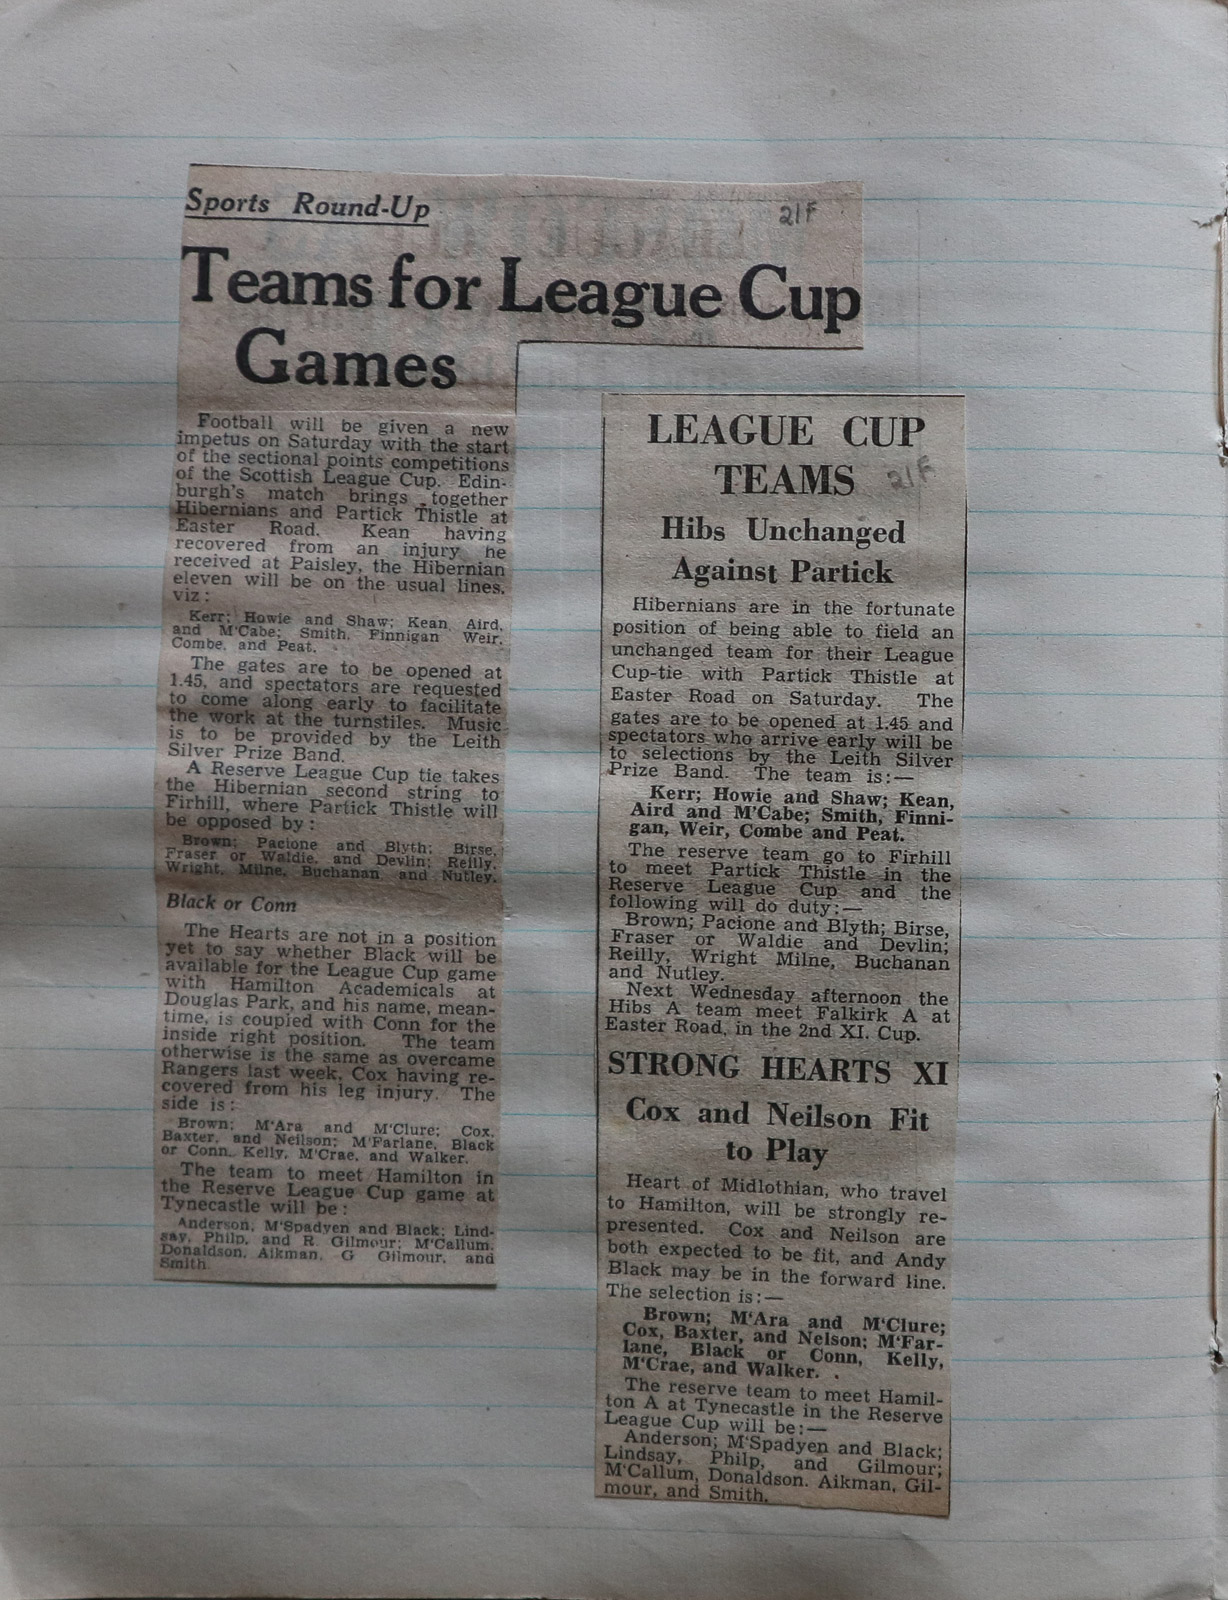 Sports Round-Up
21F
Teams for League Cup
Games
Football will be given a new
impetus on Saturday with the start
of the sectional points competitions
of the Scottish League Cup. Edin-
burgh's match brings together
Hibernians and Partick Thistle at
Easter Road. Kean having
recovered from an injury he
received at Paisley, the Hibernian
eleven will be on the usual lines,
viz:
Kerr; Howie and Shaw; Kean, Aird,
and M'Cabe; Smith, Finnigan Weir,
Combe, and Peat.
The gates are to be opened at
1.45, and spectators are requested
to come along early to facilitate
the work at the turnstiles. Music
is to be provided by the Leith
Silver Prize Band.
A Reserve League Cup tie takes
the Hibernian second string to
Firhill, where Partick Thistle will
be opposed by:
Brown; Pacione and Blyth; Birse,
Fraser or Waldie, and Devlin; Reilly,
Wright, Milne, Buchanan, and Nutley.
Black or Conn
The Hearts are not in a position
yet to say whether Black will be
available for the League Cup game
with Hamilton Academicals at
Douglas Park, and his name, mean-
time, is coupled with Conn for the
inside right position. The team
otherwise is the same as overcame
Rangers last week, Cox having re-
covered from his leg injury. The
side is:
Brown; M'Ara and M'Clure; Cox,
Baxter, and Neilson; M'Farlane, Black
or Conn, Kelly, M'Crae, and Walker.
The team to meet Hamilton in
the Reserve League Cup game at
Tynecastle will be:
Anderson, M'Spadyen and Black; Lind-
say, Philp, and R. Gilmour; M'Callum,
Donaldson, Aikman, G Gilmour, and
Smith.
LEAGUE CUP
TEAMS
21F
Hibs Unchanged
Against Partick
Hibernians are in the fortunate
position of being able to field an
unchanged team for their League
Cup-tie with Partick Thistle at
Easter Road on Saturday. The
gates are to be opened at 1.45 and
spectators who arrive early will be
to selections by the Leith Silver
Prize Band. The team is:—
Kerr; Howie and Shaw; Kean,
Aird and M'Cabe; Smith, Finni-
gan, Weir, Combe and Peat.
The reserve team go to Firhill
to meet Partick Thistle in the
Reserve League Cup and the
following will do duty:—
Brown; Pacione and Blyth; Birse,
Fraser or Waldie and Devlin;
Reilly, Wright Milne, Buchanan
and Nutley.
Next Wednesday afternoon the
Hibs A team meet Falkirk A at
Easter Road, in the 2nd XI. Cup.
STRONG HEARTS XI
Cox and Neilson Fit
to Play
Heart of Midlothian, who travel
to Hamilton, will be strongly re-
presented. Cox and Neilson are
both expected to be fit, and Andy
Black may be in the forward line.
The selection is:—
Brown; M'Ara and M'Clure;
Cox, Baxter, and Nelson; M'Far-
lane, Black or Conn, Kelly,
M'Crae, and Walker.
The reserve team to meet Hamil-
ton A at Tynecastle in the Reserve
League Cup will be:—
Anderson; M'Spadyen and Black;
Lindsay, Philp, and Gilmour;
M'Callum, Donaldson. Aikman, Gil-
mour, and Smith.